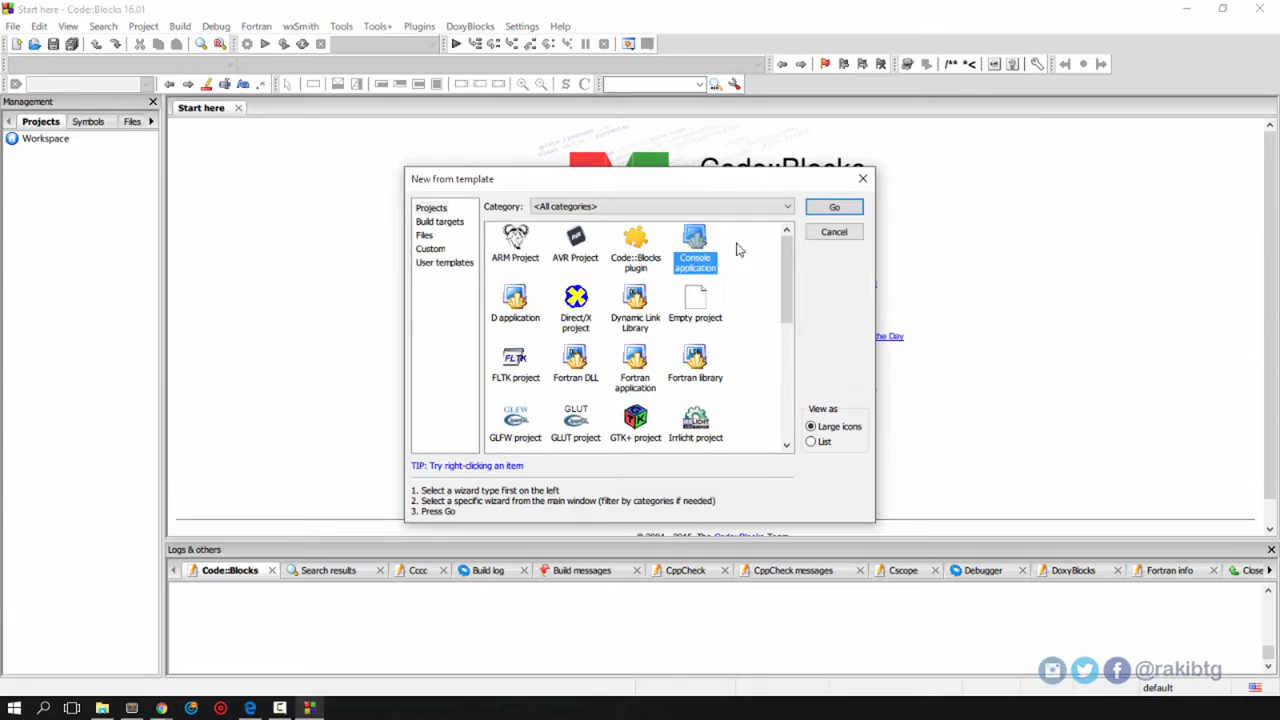 Start here - Code::Blocks 16.01
File Edit View Search Project Build Debug Fortran wxSmith Tools Tools+ Plugins DoxyBlocks Settings Help
/** *<
S C
Management
Projects Symbols Files
Workspace
Start here
Code::Blocks
New from template
Projects
Build targets
Files
Custom
User templates
Category: <All categories>
Go
Cancel
ARM Project
AVR Project
Code::Blocks
plugin
Console
application
D application
Direct/X
project
Dynamic Link
Library
Empty project
FLTK project
Fortran DLL
Fortran
application
Fortran library
GLFW project
GLUT project
GTK+ project
Irrlicht project
the Day
View as
Large icons
List
TIP: Try right-clicking an item
1. Select a wizard type first on the left
2. Select a specific wizard from the main window (filter by categories if needed)
3. Press Go
Logs & others
Code::Blocks Search results Cccc Build log Build messages CppCheck CppCheck messages Cscope Debugger DoxyBlocks Fortran info Close
@rakibtg
default